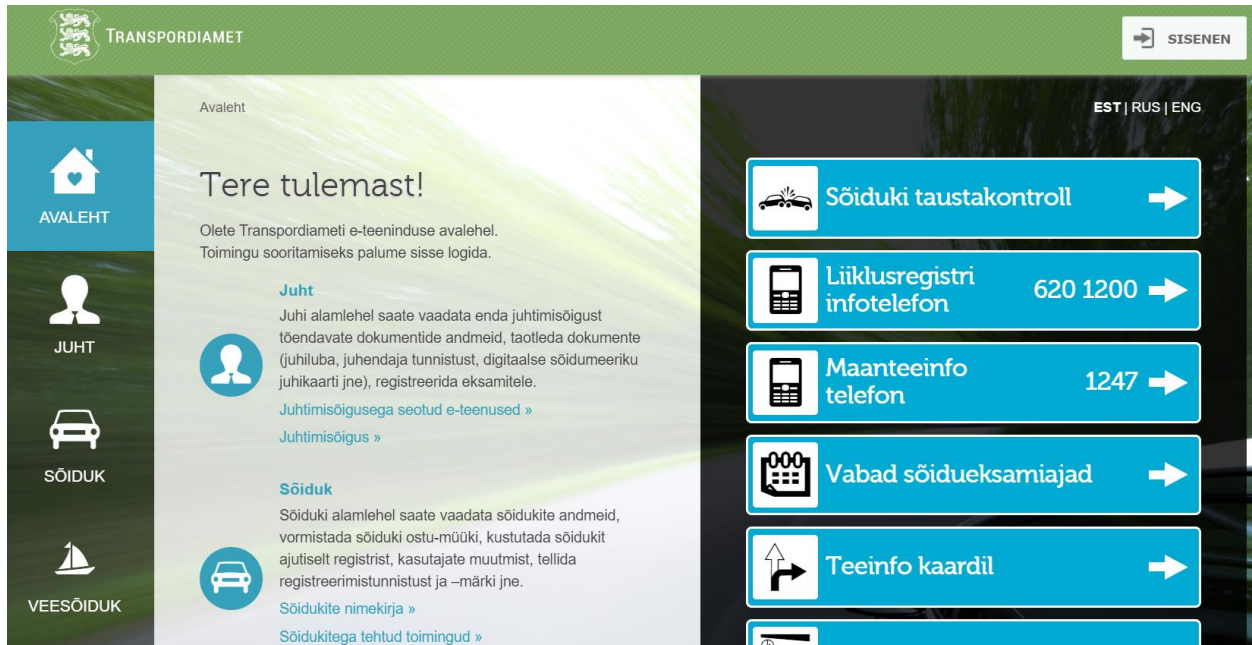 TRANSPORDIAMET
SISENEN
Avaleht
EST | RUS | ENG
AVALEHT
JUHT
SÕIDUK
VEESÕIDUK
Tere tulemast!
Olete Transpordiameti e-teeninduse avalehel.
Toimingu sooritamiseks palume sisse logida.
Juht
Juhi alamlehel saate vaadata enda juhtimisõigust
tõendavate dokumentide andmeid, taotleda dokumente
(juhiluba, juhendaja tunnistust, digitaalse sõidumeeriku
juhikaarti jne), registreerida eksamitele.
Juhtimisõigusega seotud e-teenused »
Juhtimisõigus »
Sõiduk
Sõiduki alamlehel saate vaadata sõidukite andmeid,
vormistada sõiduki ostu-müüki, kustutada sõidukit
ajutiselt registrist, kasutajate muutmist, tellida
registreerimistunnistust ja –märki jne.
Sõidukite nimekirja »
Sõidukitega tehtud toimingud »
Sõiduki taustakontroll
Liiklusregistri
infotelefon
620 1200
Maanteeinfo
telefon
1247
Vabad sõidueksamiajad
Teeinfo kaardil